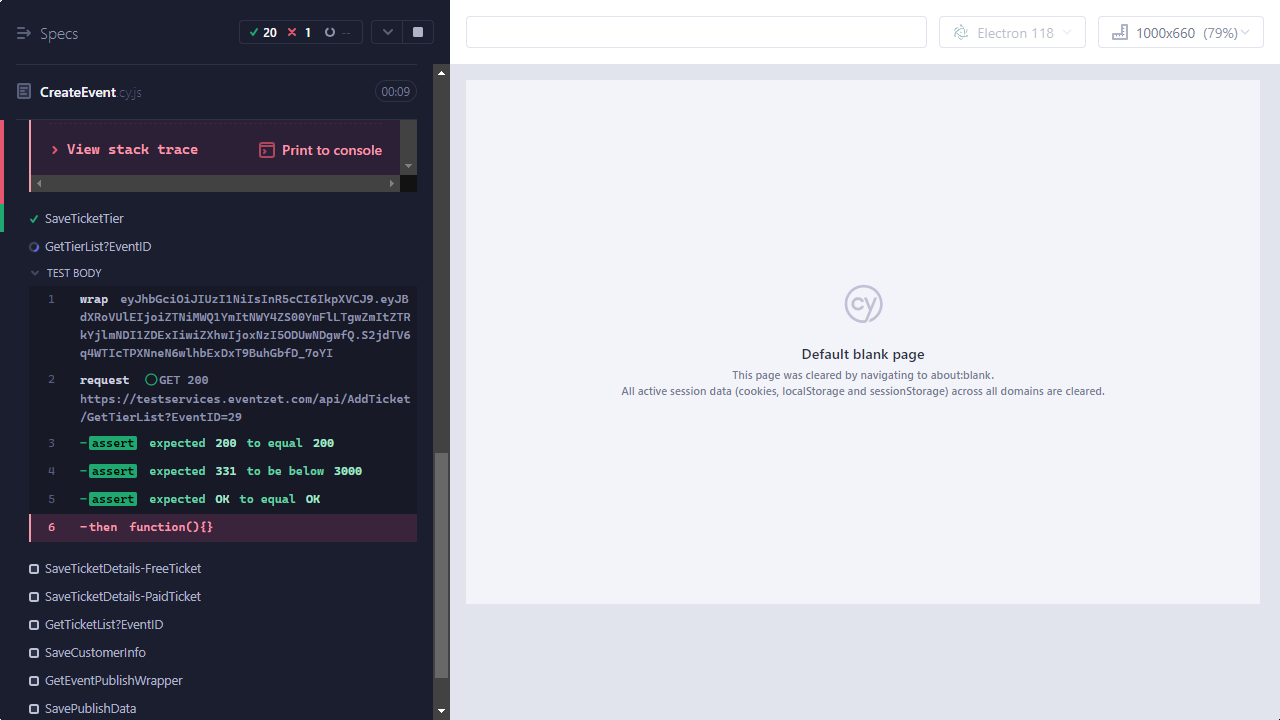 Specs
20 1 --
Electron 118
1000x660 (79%)
CreateEvent.cy.js
00:09
View stack trace
Print to console
SaveTicketTier
GetTierList?EventID
TEST BODY
1 wrap eyJhbGciOiJIUzI1NiIsInR5cCI6IkpXVCJ9.eyJB
dXRoVUlEIjoiZTNiMWQ1YmItNWY4ZS00YmFlLTgwZmItZTR
kYjlmNDI1ZDExIiwiZXhwIjoxNzI5ODUwNDgwfQ.S2jdTV6
q4WTIcTPXNneN6wlhbExDxT9BuhGbfD_7oYI
2 request GET 200
https://testservices.eventzet.com/api/AddTicket
/GetTierList?EventID=29
3 -assert expected 200 to equal 200
4 -assert expected 331 to be below 3000
5 -assert expected OK to equal OK
6 -then function(){}
SaveTicketDetails-FreeTicket
SaveTicketDetails-PaidTicket
GetTicketList?EventID
SaveCustomerInfo
GetEventPublishWrapper
SavePublishData
cy
Default blank page
This page was cleared by navigating to about:blank.
All active session data (cookies, localStorage and sessionStorage) across all domains are cleared.